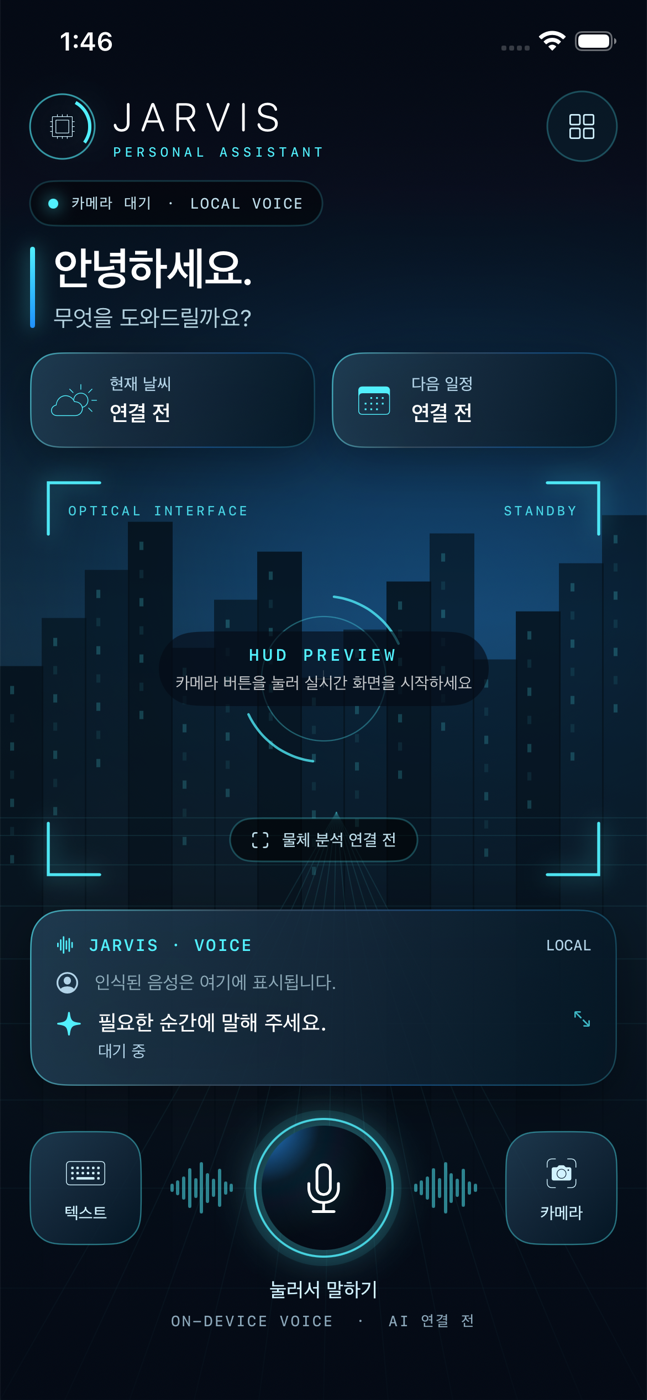 1:46
JARVIS
PERSONAL ASSISTANT
카메라 대기 · LOCAL VOICE
안녕하세요.
무엇을 도와드릴까요?
현재 날씨
연결 전
다음 일정
연결 전
OPTICAL INTERFACE
STANDBY
HUD PREVIEW
카메라 버튼을 눌러 실시간 화면을 시작하세요
물체 분석 연결 전
JARVIS · VOICE
LOCAL
인식된 음성은 여기에 표시됩니다.
필요한 순간에 말해 주세요.
대기 중
텍스트
카메라
눌러서 말하기
ON-DEVICE VOICE · AI 연결 전